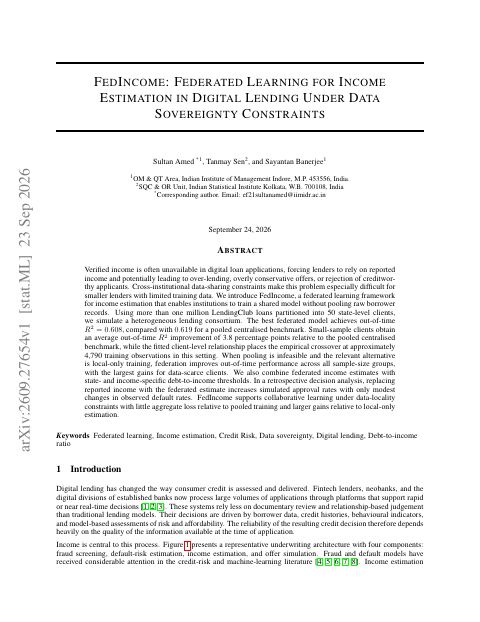 FEDINCOME: FEDERATED LEARNING FOR INCOME
ESTIMATION IN DIGITAL LENDING UNDER DATA
SOVEREIGNTY CONSTRAINTS
Sultan Amed *1, Tanmay Sen2, and Sayantan Banerjee1
1OM & QT Area, Indian Institute of Management Indore, M.P. 453556, India
2SQC & OR Unit, Indian Statistical Institute Kolkata, W.B. 700108, India
*Corresponding author. Email: ef21sultanamed@iimidr.ac.in
September 24, 2026
ABSTRACT
Verified income is often unavailable in digital loan applications, forcing lenders to rely on reported
income and potentially leading to over-lending, overly conservative offers, or rejection of creditwor-
thy applicants. Cross-institutional data-sharing constraints make this problem especially difficult for
smaller lenders with limited training data. We introduce FedIncome, a federated learning framework
for income estimation that enables institutions to train a shared model without pooling raw borrower
records. Using more than one million LendingClub loans partitioned into 50 state-level clients,
we simulate a heterogeneous lending consortium. The best federated model achieves out-of-time
R² = 0.608, compared with 0.619 for a pooled centralised benchmark. Small-sample clients obtain
an average out-of-time R² improvement of 3.8 percentage points relative to the pooled centralised
benchmark, while the fitted client-level relationship places the empirical crossover at approximately
4,790 training observations in this setting. When pooling is infeasible and the relevant alternative
is local-only training, federation improves out-of-time performance across all sample-size groups,
with the largest gains for data-scarce clients. We also combine federated income estimates with
state- and income-specific debt-to-income thresholds. In a retrospective decision analysis, replacing
reported income with the federated estimate increases simulated approval rates with only modest
changes in observed default rates. FedIncome supports collaborative learning under data-locality
constraints with little aggregate loss relative to pooled training and larger gains relative to local-only
estimation.
Keywords Federated learning, Income estimation, Credit Risk, Data sovereignty, Digital lending, Debt-to-income
ratio
1 Introduction
Digital lending has changed the way consumer credit is assessed and delivered. Fintech lenders, neobanks, and the
digital divisions of established banks now process large volumes of applications through platforms that support rapid
or near real-time decisions [1, 2, 3]. These systems rely less on documentary review and relationship-based judgement
than traditional lending models. Their decisions are driven by borrower data, credit histories, behavioural indicators,
and model-based assessments of risk and affordability. The reliability of the resulting credit decision therefore depends
heavily on the quality of the information available at the time of application.
Income is central to this process. Figure 1 presents a representative underwriting architecture with four components:
fraud screening, default-risk estimation, income estimation, and offer simulation. Fraud and default models have
received considerable attention in the credit-risk and machine-learning literature [4, 5, 6, 7, 8]. Income estimation
arXiv:2609.27654v1 [stat.ML] 23 Sep 2026